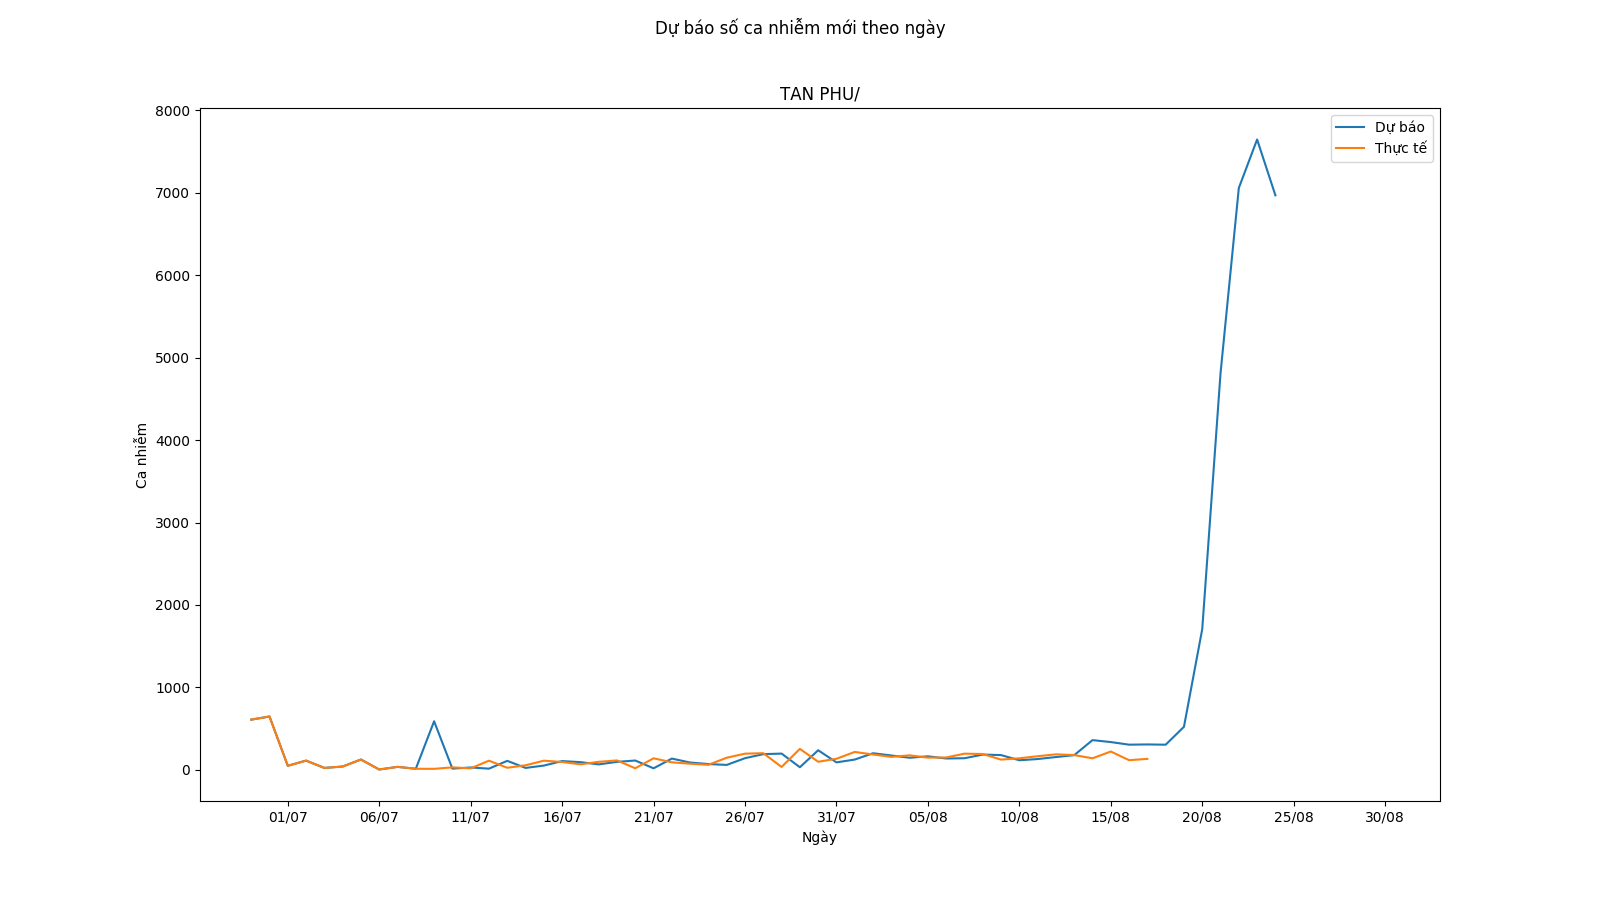 Dự báo số ca nhiễm mới theo ngày
TAN PHU/
Dự báo
Thực tế
8000
7000
6000
5000
4000
3000
2000
1000
0
Ca nhiễm
01/07 06/07 11/07 16/07 21/07 26/07 31/07 05/08 10/08 15/08 20/08 25/08 30/08
Ngày